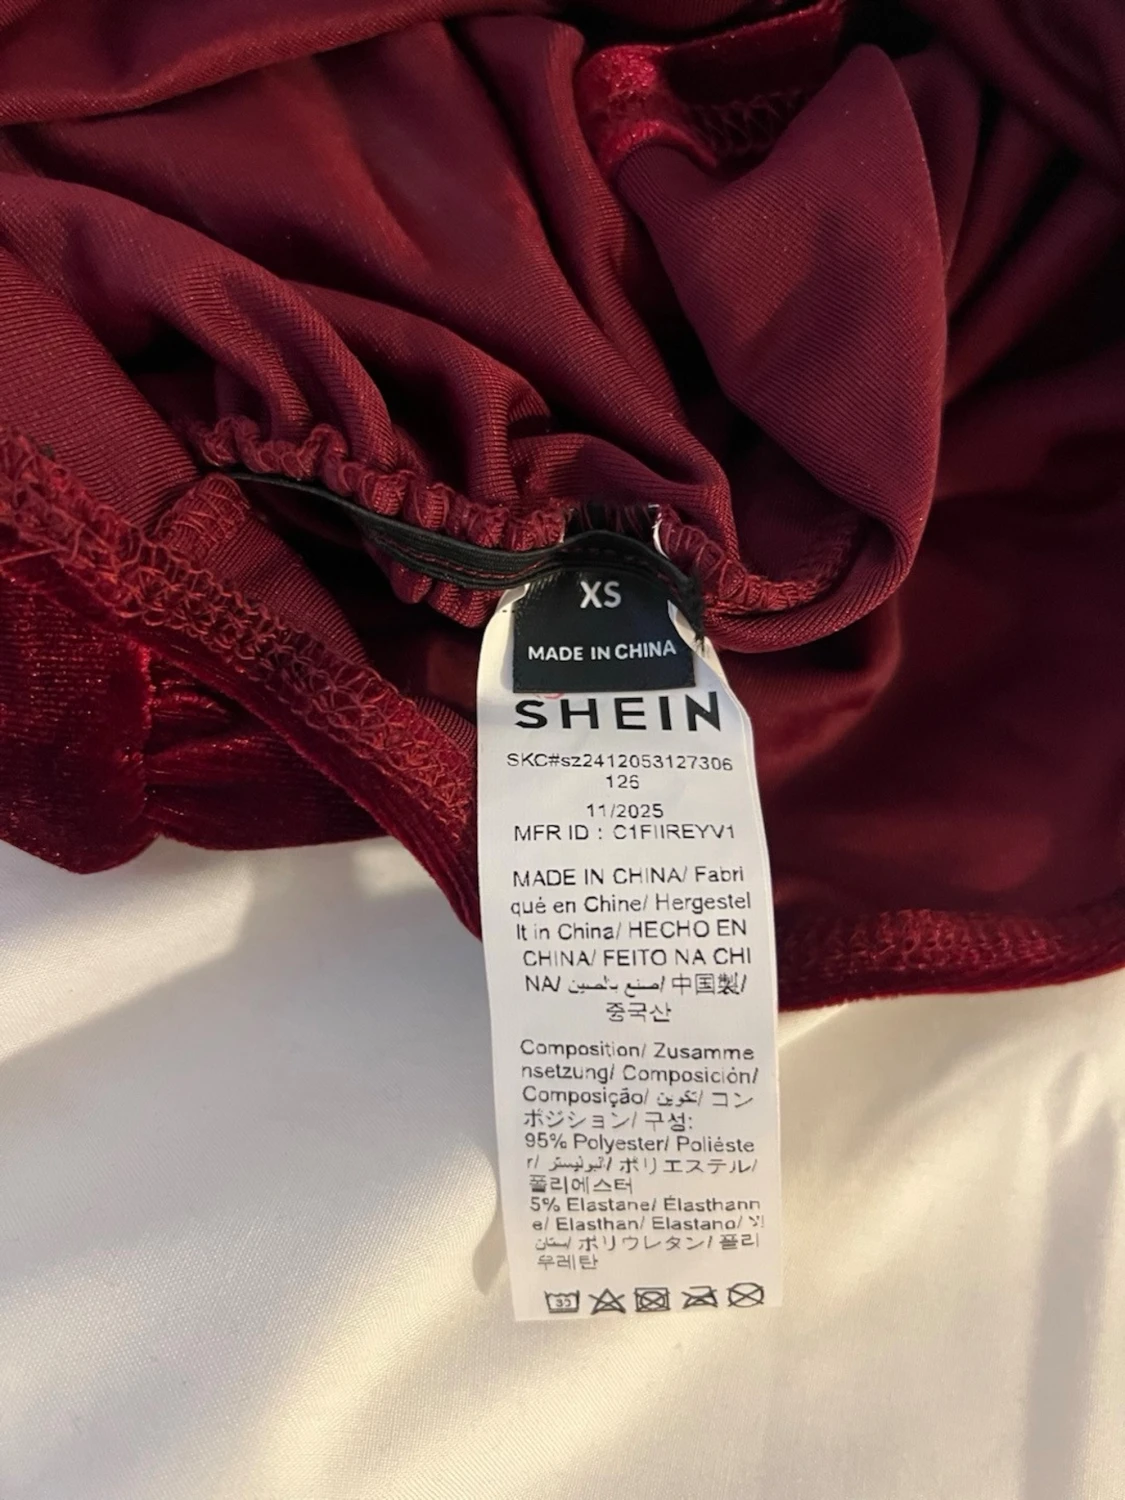 XS
MADE IN CHINA
SHEIN
SKC#sz2412053127306
126
11/2025
MFR ID : C1FIIREYV1
MADE IN CHINA/ Fabri
qué en Chine/ Hergestel
lt in China/ HECHO EN
CHINA/ FEITO NA CHI
NA/ صنع بالصين/ 中国製/
중국산
Composition/ Zusamme
nsetzung/ Composición/
Composição/ تكوين/ コン
ポジション/ 구성:
95% Polyester/ Poliéste
r/ البوليستر/ ポリエステル/
폴리에스터
5% Elastane/ Élasthann
e/ Elasthan/ Elastano/
ポリウレタン/ 폴리
우레탄
30